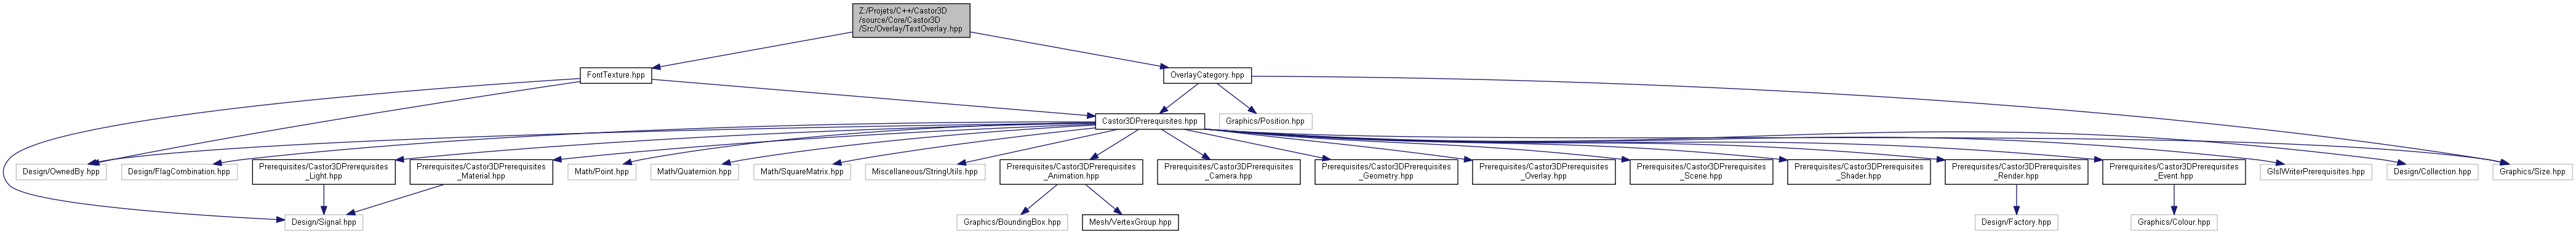 Z:/Projets/C++/Castor3D
/source/Core/Castor3D
/Src/Overlay/TextOverlay.hpp
FontTexture.hpp
OverlayCategory.hpp
Castor3DPrerequisites.hpp
Graphics/Position.hpp
Design/OwnedBy.hpp
Design/FlagCombination.hpp
Prerequisites/Castor3DPrerequisites
_Light.hpp
Prerequisites/Castor3DPrerequisites
_Material.hpp
Math/Point.hpp
Math/Quaternion.hpp
Math/SquareMatrix.hpp
Miscellaneous/StringUtils.hpp
Prerequisites/Castor3DPrerequisites
_Animation.hpp
Prerequisites/Castor3DPrerequisites
_Camera.hpp
Prerequisites/Castor3DPrerequisites
_Geometry.hpp
Prerequisites/Castor3DPrerequisites
_Overlay.hpp
Prerequisites/Castor3DPrerequisites
_Scene.hpp
Prerequisites/Castor3DPrerequisites
_Shader.hpp
Prerequisites/Castor3DPrerequisites
_Render.hpp
Prerequisites/Castor3DPrerequisites
_Event.hpp
GlslWriterPrerequisites.hpp
Design/Collection.hpp
Graphics/Size.hpp
Design/Signal.hpp
Graphics/BoundingBox.hpp
Mesh/VertexGroup.hpp
Design/Factory.hpp
Graphics/Colour.hpp